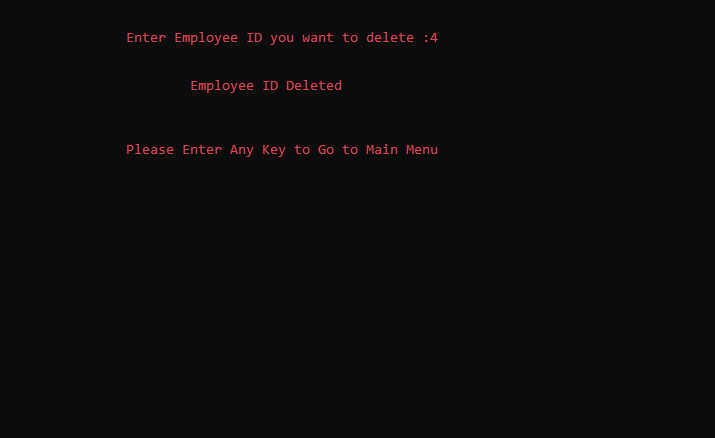 Enter Employee ID you want to delete :4
Employee ID Deleted
Please Enter Any Key to Go to Main Menu